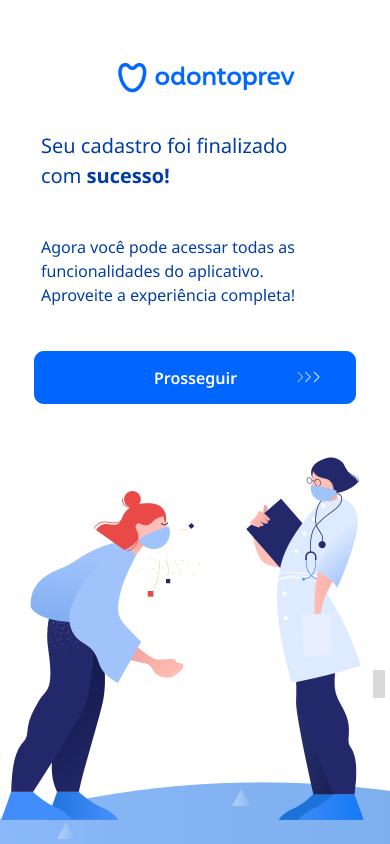 odontoprev
Seu cadastro foi finalizado
com sucesso!
Agora você pode acessar todas as
funcionalidades do aplicativo.
Aproveite a experiência completa!
Prosseguir